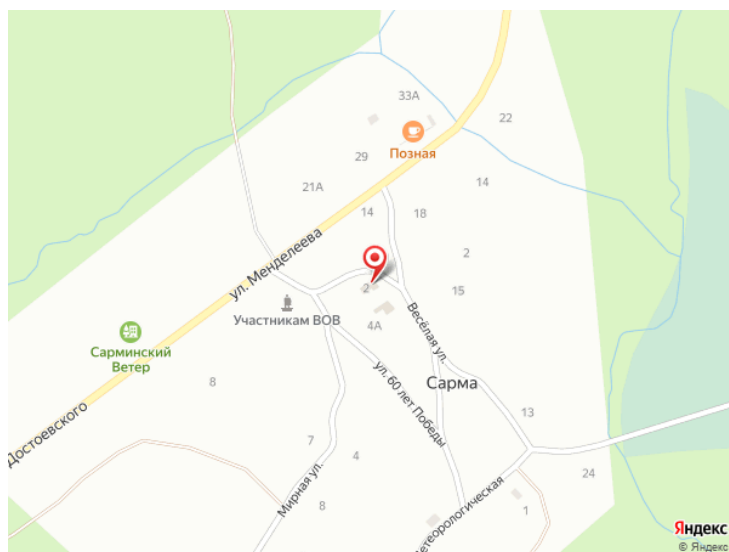 33А
22
Позная
29
21А
14
14
18
ул. Менделеева
2
2
15
Участникам ВОВ
4А
Весёлая ул.
Сарминский
Ветер
8
ул. 60 лет Победы
Сарма
Достоевского
13
7
4
24
Мирная ул.
8
етеорологическая
1
Яндекс
© Яндекс